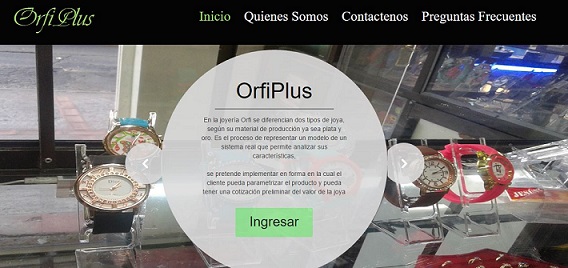 Orfi Plus
Inicio Quienes Somos Contactenos Preguntas Frecuentes
OrfiPlus
En la joyería Orfi se diferencian dos tipos de joya,
según su material de producción ya sea plata y
oro. Es el proceso de representar un modelo de un
sistema real que permite analizar sus
características,
se pretende implementar en forma en la cual el
cliente pueda parametrizar el producto y pueda
tener una cotización preliminar del valor de la joya
Ingresar